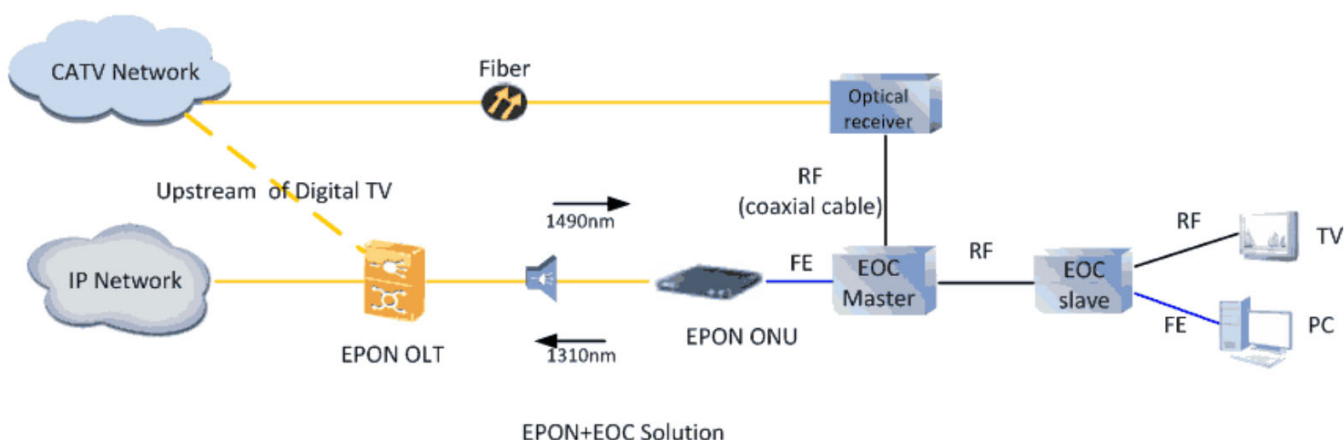 CATV Network
Fiber
Optical
receiver
Upstream  of Digital TV
RF
(coaxial cable)
1490nm
IP Network
FE
EOC
Master
RF
EOC
slave
RF
TV
FE
PC
EPON OLT
1310nm
EPON ONU
EPON+EOC Solution